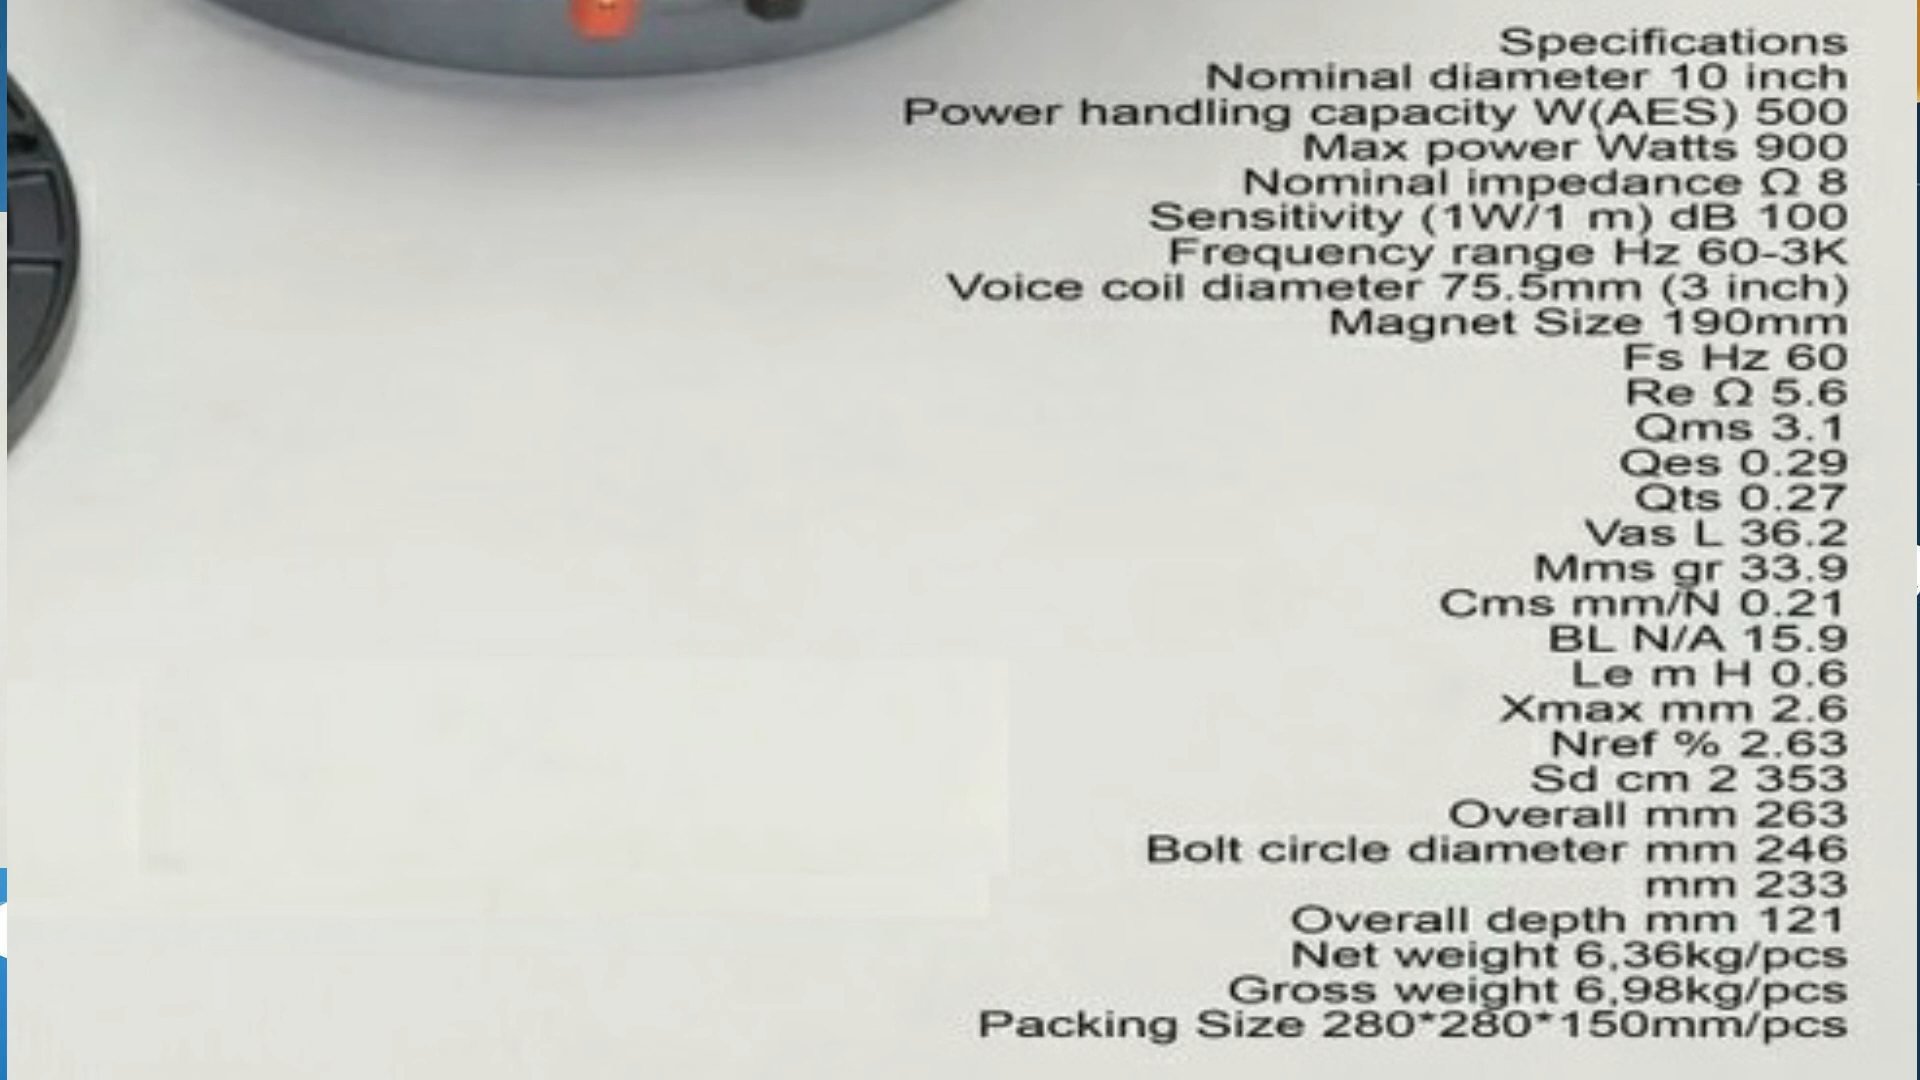 Specifications
Nominal diameter 10 inch
Power handling capacity W(AES) 500
Max power Watts 900
Nominal impedance Ω 8
Sensitivity (1W/1 m) dB 100
Frequency range Hz 60-3K
Voice coil diameter 75.5mm (3 inch)
Magnet Size 190mm
Fs Hz 60
Re Ω 5.6
Qms 3.1
Qes 0.29
Qts 0.27
Vas L 36.2
Mms gr 33.9
Cms mm/N 0.21
BL N/A 15.9
Le m H 0.6
Xmax mm 2.6
Nref % 2.63
Sd cm 2 353
Overall mm 263
Bolt circle diameter mm 246
mm 233
Overall depth mm 121
Net weight 6,36kg/pcs
Gross weight 6,98kg/pcs
Packing Size 280*280*150mm/pcs